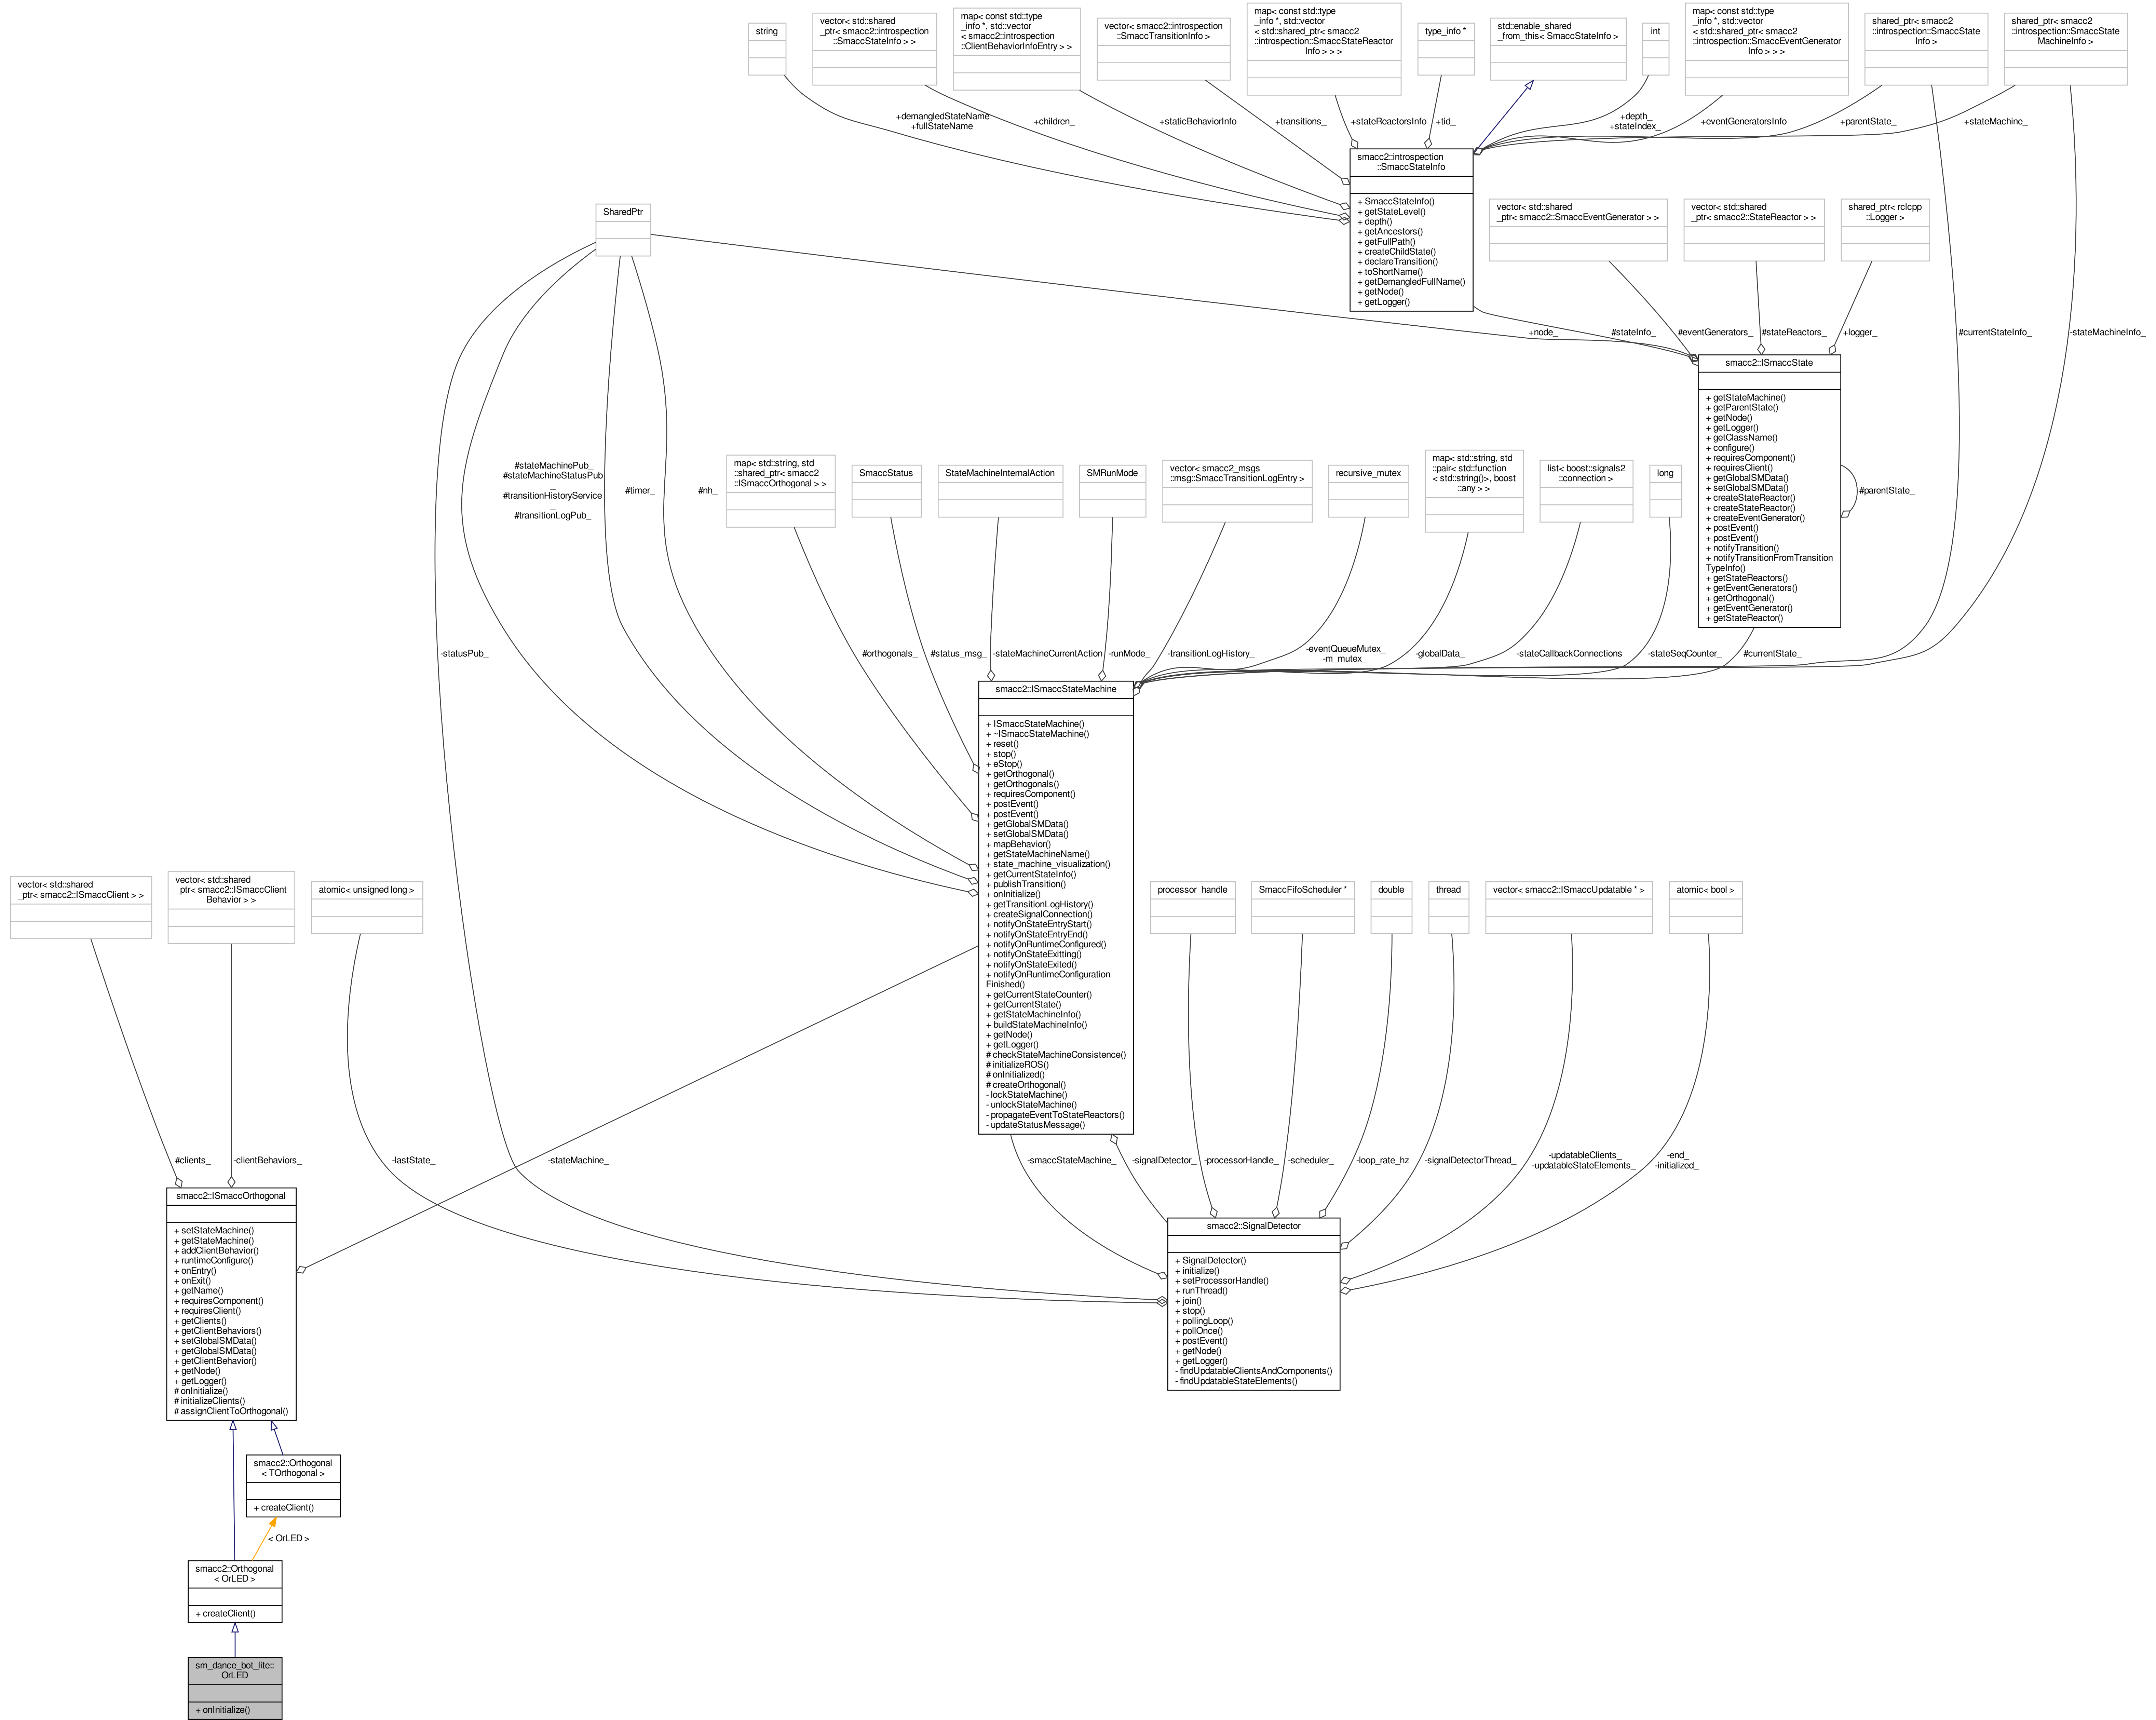 string
vector< std::shared
_ptr< smacc2::introspection
::SmaccStateInfo > >
map< const std::type
_info *, std::vector
< smacc2::introspection
::ClientBehaviorInfoEntry > >
vector< smacc2::introspection
::SmaccTransitionInfo >
map< const std::type
_info *, std::vector
< std::shared_ptr< smacc2
::introspection::SmaccStateReactor
Info > > >
type_info *
std::enable_shared
_from_this< SmaccStateInfo >
int
map< const std::type
_info *, std::vector
< std::shared_ptr< smacc2
::introspection::SmaccEventGenerator
Info > > >
shared_ptr< smacc2
::introspection::SmaccState
Info >
shared_ptr< smacc2
::introspection::SmaccState
MachineInfo >
+demangledStateName
+fullStateName
+children_
+staticBehaviorInfo
+transitions_
+stateReactorsInfo
+tid_
+depth_
+stateIndex_
+eventGeneratorsInfo
+parentState_
+stateMachine_
smacc2::introspection
::SmaccStateInfo
+ SmaccStateInfo()
+ getStateLevel()
+ depth()
+ getAncestors()
+ getFullPath()
+ createChildState()
+ declareTransition()
+ toShortName()
+ getDemangledFullName()
+ getNode()
+ getLogger()
SharedPtr
vector< std::shared
_ptr< smacc2::SmaccEventGenerator > >
vector< std::shared
_ptr< smacc2::StateReactor > >
shared_ptr< rclcpp
::Logger >
+node_
#stateInfo_
#eventGenerators_
#stateReactors_
+logger_
#currentStateInfo_
-stateMachineInfo_
smacc2::ISmaccState
+ getStateMachine()
+ getParentState()
+ getNode()
+ getLogger()
+ getClassName()
+ configure()
+ requiresComponent()
+ requiresClient()
+ getGlobalSMData()
+ setGlobalSMData()
+ createStateReactor()
+ createStateReactor()
+ createEventGenerator()
+ postEvent()
+ postEvent()
+ notifyTransition()
+ notifyTransitionFromTransition
TypeInfo()
+ getStateReactors()
+ getEventGenerators()
+ getOrthogonal()
+ getEventGenerator()
+ getStateReactor()
#parentState_
#stateMachinePub_
#stateMachineStatusPub
_
#transitionHistoryService
_
#transitionLogPub_
#timer_
#nh_
map< std::string, std
::shared_ptr< smacc2
::ISmaccOrthogonal > >
SmaccStatus
StateMachineInternalAction
SMRunMode
vector< smacc2_msgs
::msg::SmaccTransitionLogEntry >
recursive_mutex
map< std::string, std
::pair< std::function
< std::string()>, boost
::any > >
list< boost::signals2
::connection >
long
-statusPub_
#orthogonals_
#status_msg_
-stateMachineCurrentAction
-runMode_
-transitionLogHistory_
-eventQueueMutex_
-m_mutex_
-globalData_
-stateCallbackConnections
-stateSeqCounter_
#currentState_
smacc2::ISmaccStateMachine
+ ISmaccStateMachine()
+ ~ISmaccStateMachine()
+ reset()
+ stop()
+ eStop()
+ getOrthogonal()
+ getOrthogonals()
+ requiresComponent()
+ postEvent()
+ postEvent()
+ getGlobalSMData()
+ setGlobalSMData()
+ mapBehavior()
+ getStateMachineName()
+ state_machine_visualization()
+ getCurrentStateInfo()
+ publishTransition()
+ onInitialize()
+ getTransitionLogHistory()
+ createSignalConnection()
+ notifyOnStateEntryStart()
+ notifyOnStateEntryEnd()
+ notifyOnRuntimeConfigured()
+ notifyOnStateExitting()
+ notifyOnStateExited()
+ notifyOnRuntimeConfiguration
Finished()
+ getCurrentStateCounter()
+ getCurrentState()
+ getStateMachineInfo()
+ buildStateMachineInfo()
+ getNode()
+ getLogger()
# checkStateMachineConsistence()
# initializeROS()
# onInitialized()
# createOrthogonal()
- lockStateMachine()
- unlockStateMachine()
- propagateEventToStateReactors()
- updateStatusMessage()
vector< std::shared
_ptr< smacc2::ISmaccClient > >
vector< std::shared
_ptr< smacc2::ISmaccClient
Behavior > >
atomic< unsigned long >
processor_handle
SmaccFifoScheduler *
double
thread
vector< smacc2::ISmaccUpdatable * >
atomic< bool >
#clients_
-clientBehaviors_
-lastState_
-stateMachine_
-smaccStateMachine_
-signalDetector_
-processorHandle_
-scheduler_
-loop_rate_hz
-signalDetectorThread_
-updatableClients_
-updatableStateElements_
-end_
-initialized_
smacc2::ISmaccOrthogonal
+ setStateMachine()
+ getStateMachine()
+ addClientBehavior()
+ runtimeConfigure()
+ onEntry()
+ onExit()
+ getName()
+ requiresComponent()
+ requiresClient()
+ getClients()
+ getClientBehaviors()
+ setGlobalSMData()
+ getGlobalSMData()
+ getClientBehavior()
+ getNode()
+ getLogger()
# onInitialize()
# initializeClients()
# assignClientToOrthogonal()
smacc2::SignalDetector
+ SignalDetector()
+ initialize()
+ setProcessorHandle()
+ runThread()
+ join()
+ stop()
+ pollingLoop()
+ pollOnce()
+ postEvent()
+ getNode()
+ getLogger()
- findUpdatableClientsAndComponents()
- findUpdatableStateElements()
smacc2::Orthogonal
< TOrthogonal >
+ createClient()
< OrLED >
smacc2::Orthogonal
< OrLED >
+ createClient()
sm_dance_bot_lite::
OrLED
+ onInitialize()